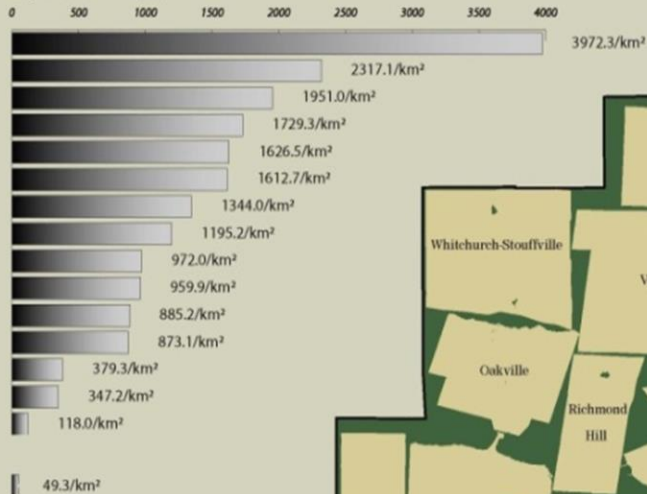 0 500 1000 1500 2000 2500 3000 3500 4000
3972.3/km²
2317.1/km²
1951.0/km²
1729.3/km²
1626.5/km²
1612.7/km²
1344.0/km²
1195.2/km²
972.0/km²
959.9/km²
885.2/km²
873.1/km²
379.3/km²
347.2/km²
118.0/km²
49.3/km²
Whitchurch-Stouffville
V
Oakville
Richmond
Hill